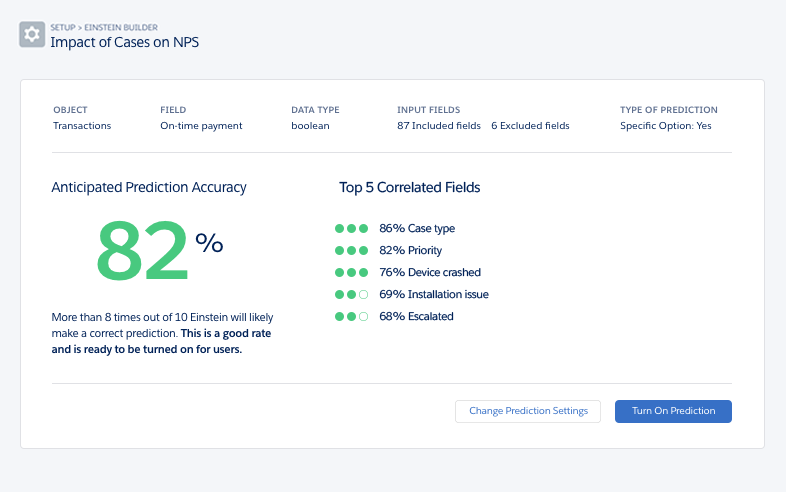 SETUP > EINSTEIN BUILDER
Impact of Cases on NPS
OBJECT FIELD DATA TYPE INPUT FIELDS TYPE OF PREDICTION
Transactions On-time payment boolean 87 Included fields 6 Excluded fields Specific Option: Yes
Anticipated Prediction Accuracy
82%
More than 8 times out of 10 Einstein will likely
make a correct prediction. This is a good rate
and is ready to be turned on for users.
Top 5 Correlated Fields
86% Case type
82% Priority
76% Device crashed
69% Installation issue
68% Escalated
Change Prediction Settings
Turn On Prediction